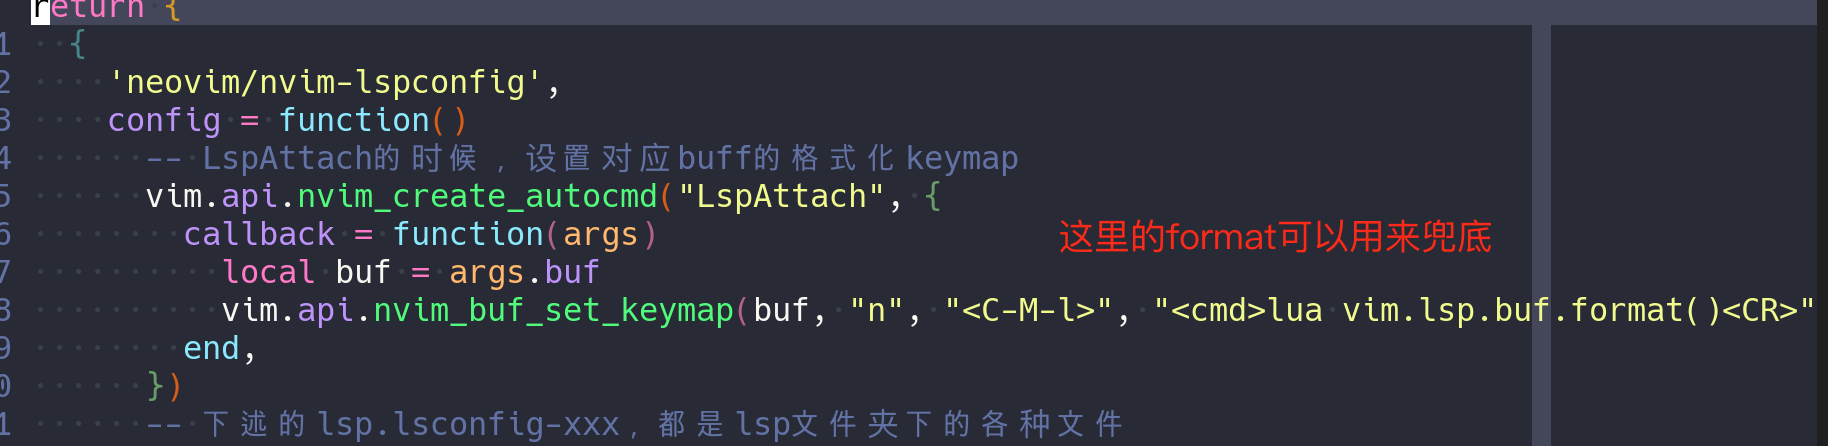 return {
1 {
2 'neovim/nvim-lspconfig',
3 config = function()
4 -- LspAttach的时候，设置对应buff的格式化keymap
5 vim.api.nvim_create_autocmd("LspAttach", {
6 callback = function(args) 这里的format可以用来兜底
7 local buf = args.buf
8 vim.api.nvim_buf_set_keymap(buf, "n", "<C-M-l>", "<cmd>lua vim.lsp.buf.format()<CR>"
9 end,
0 })
1 -- 下述的lsp.lsconfig-xxx，都是lsp文件夹下的各种文件